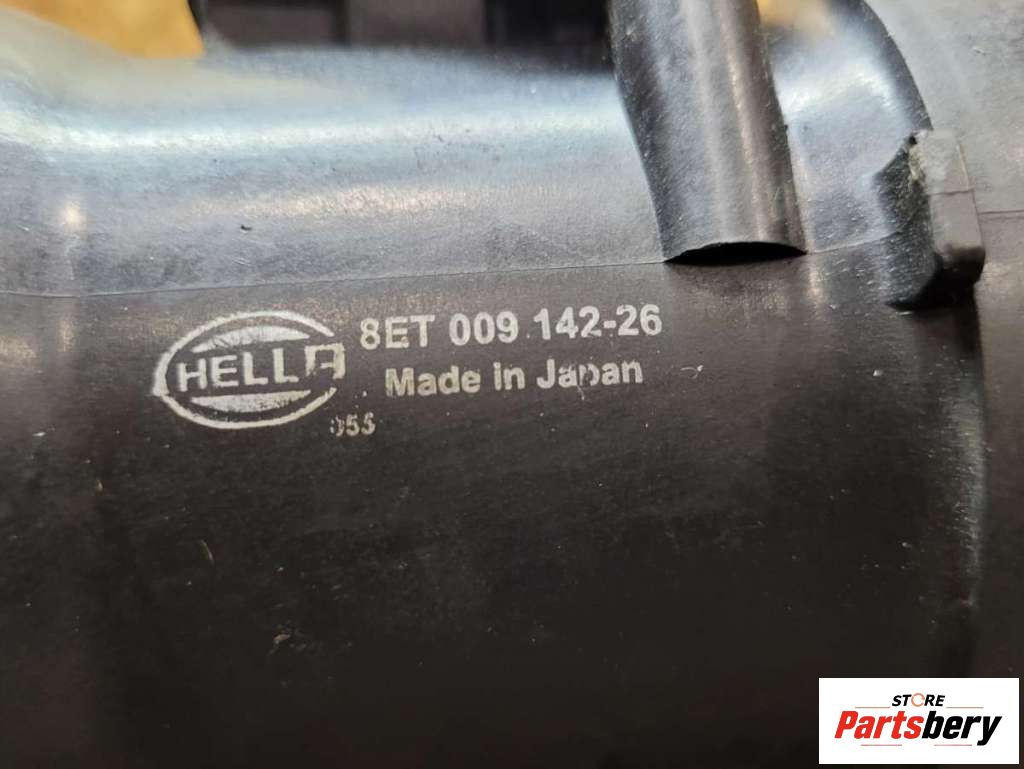 HELLA
8ET 009 142-26
Made in Japan
STORE
Partsbery